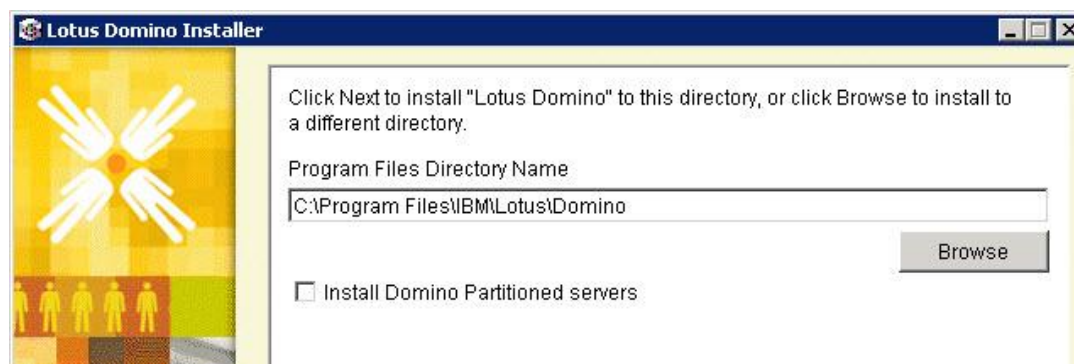 Lotus Domino Installer
Click Next to install "Lotus Domino" to this directory, or click Browse to install to
a different directory.
Program Files Directory Name
C:\Program Files\IBM\Lotus\Domino
Browse
Install Domino Partitioned servers